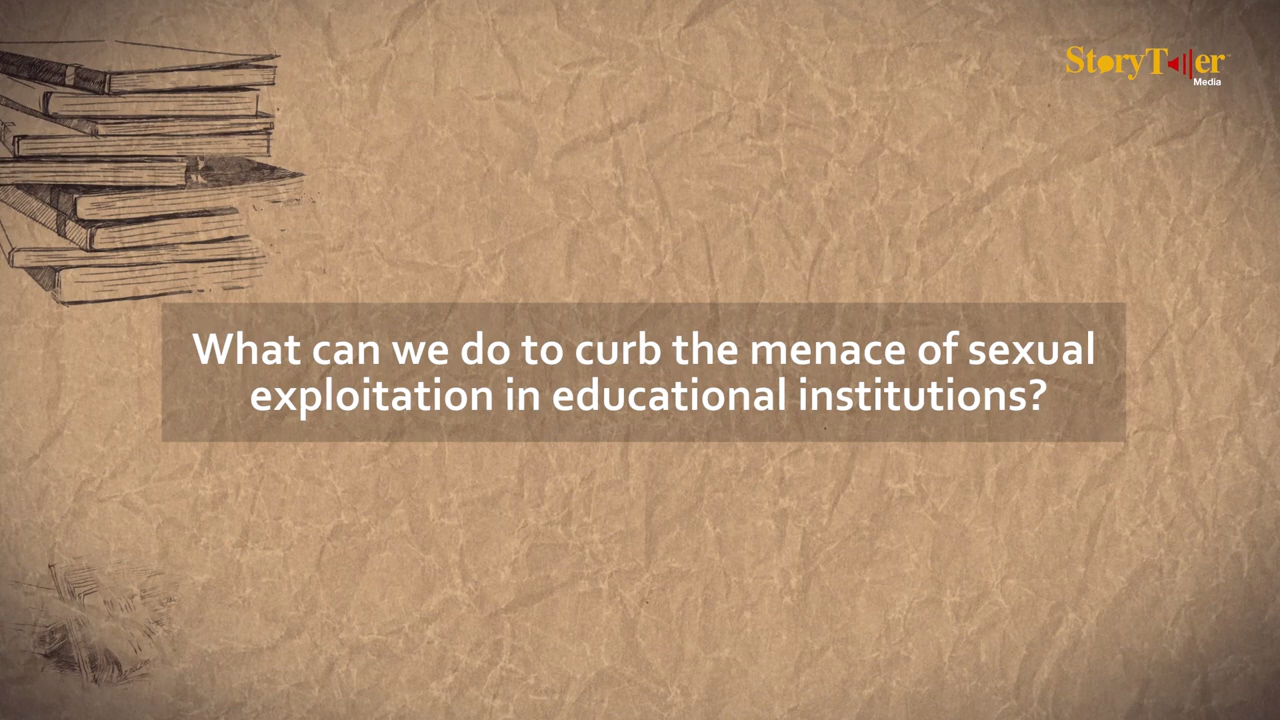 StoryTeller
Media
What can we do to curb the menace of sexual
exploitation in educational institutions?